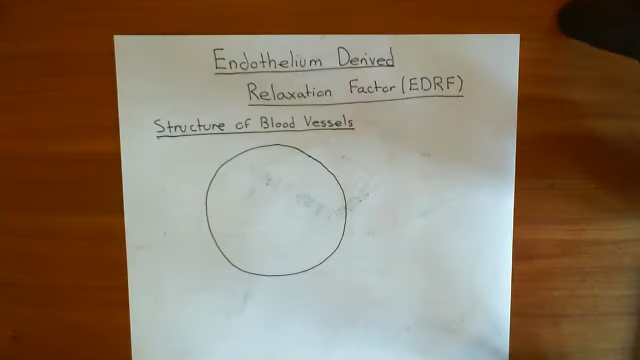 Endothelium Derived
Relaxation Factor (EDRF)
Structure of Blood Vessels